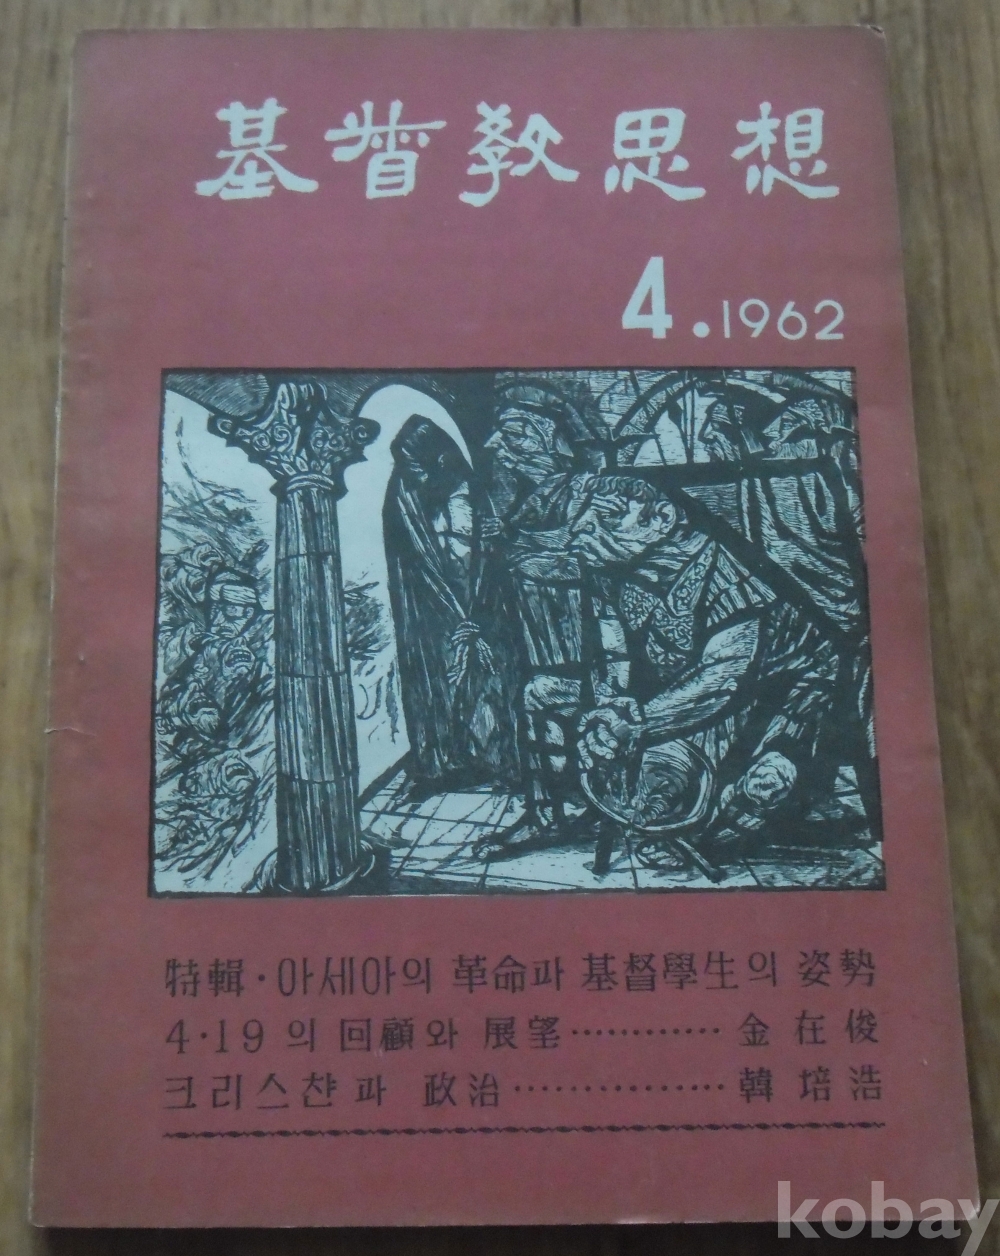 基督敎思想
4.1962
特輯·아세아의 革命과 基督學生의 姿勢
4·19의 回顧와 展望…………金在俊
크리스챤과 政治……………韓培浩
kobay